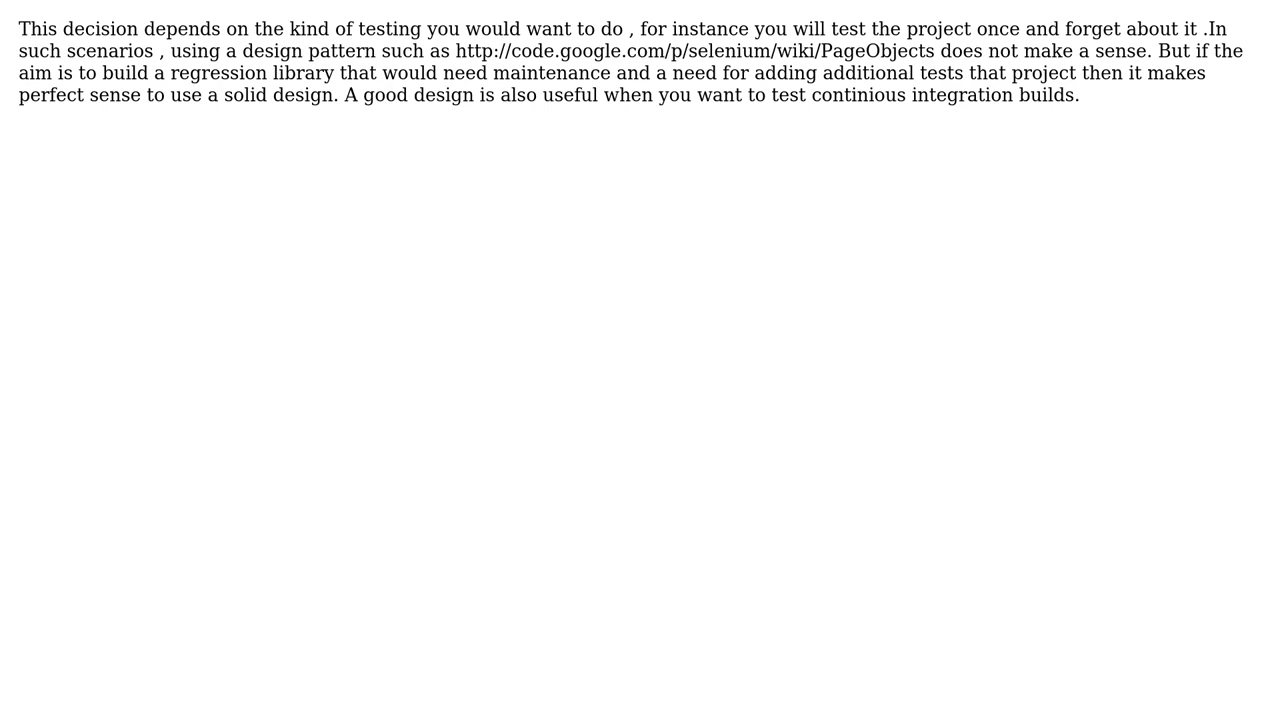 This decision depends on the kind of testing you would want to do , for instance you will test the project once and forget about it .In
such scenarios , using a design pattern such as http://code.google.com/p/selenium/wiki/PageObjects does not make a sense. But if the
aim is to build a regression library that would need maintenance and a need for adding additional tests that project then it makes
perfect sense to use a solid design. A good design is also useful when you want to test continious integration builds.